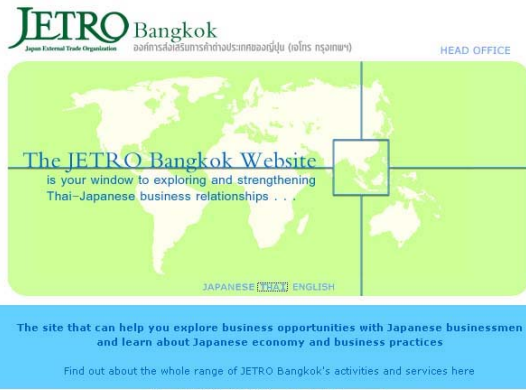 JETRO Bangkok
Japan External Trade Organization องค์การส่งเสริมการค้าต่างประเทศของญี่ปุ่น (เจโทร กรุงเทพฯ)
HEAD OFFICE
The JETRO Bangkok Website
is your window to exploring and strengthening
Thai-Japanese business relationships . . .
JAPANESE THAI ENGLISH
The site that can help you explore business opportunities with Japanese businessmen
and learn about Japanese economy and business practices
Find out about the whole range of JETRO Bangkok's activities and services here